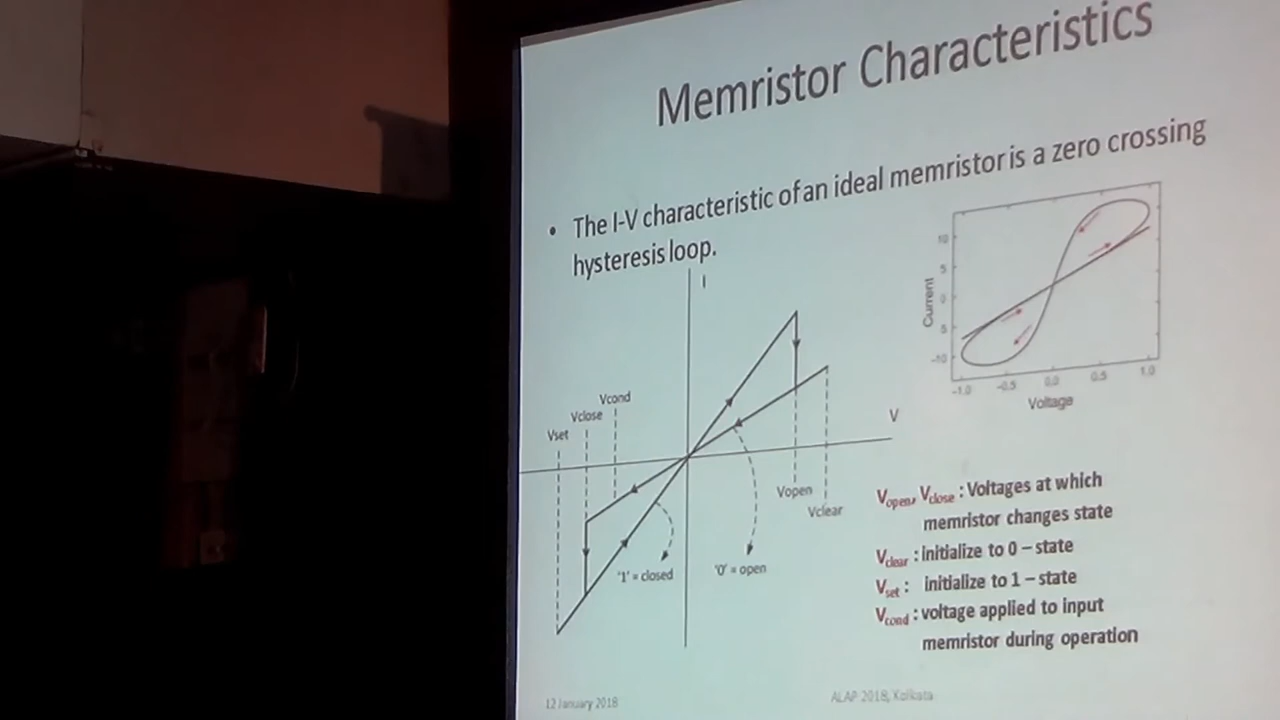 Memristor Characteristics
• The I-V characteristic of an ideal memristor is a zero crossing
hysteresis loop.
I
10
5
0
5
-10
Current
-1.0 -0.5 0.0 0.5 1.0
Voltage
Vcond
Vclose
Vset
V
Vopen
Vclear
'1' = closed
'0' = open
Vopen, Vclose : Voltages at which
memristor changes state
Vclear : initialize to 0 – state
Vset : initialize to 1 – state
Vcond : voltage applied to input
memristor during operation
12 January 2018
ALAP 2018, Kolkata